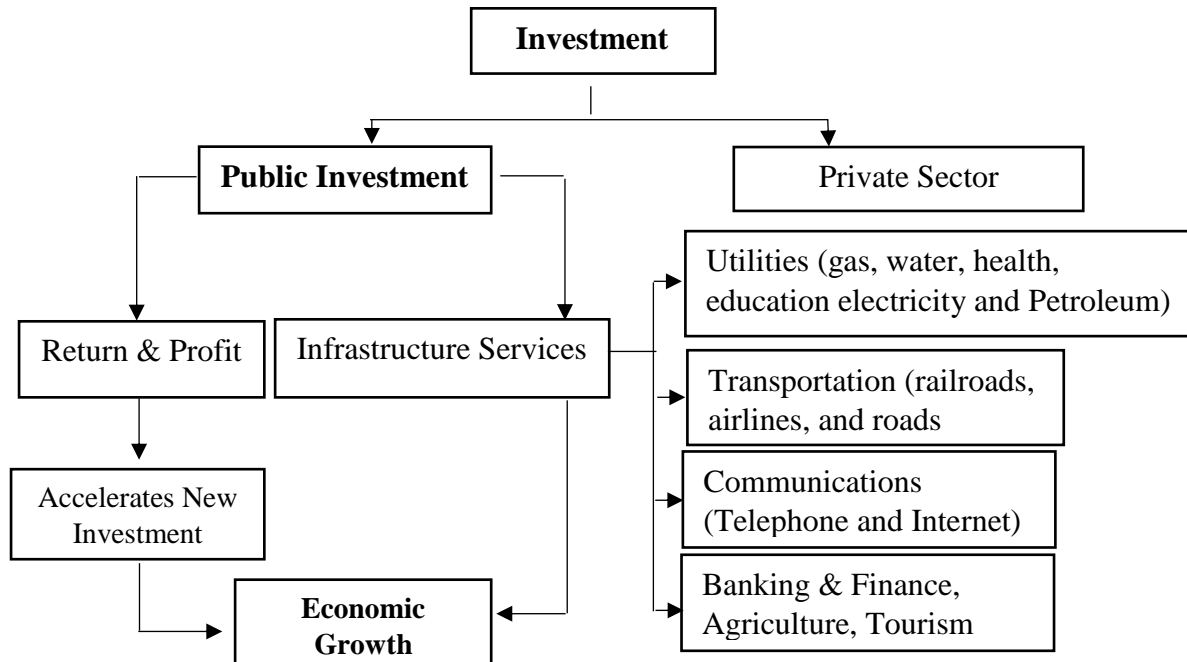 Investment
Public Investment
Private Sector
Utilities (gas, water, health,
education electricity and Petroleum)
Return & Profit
Infrastructure Services
Transportation (railroads,
airlines, and roads
Accelerates New
Investment
Communications
(Telephone and Internet)
Economic
Growth
Banking & Finance,
Agriculture, Tourism